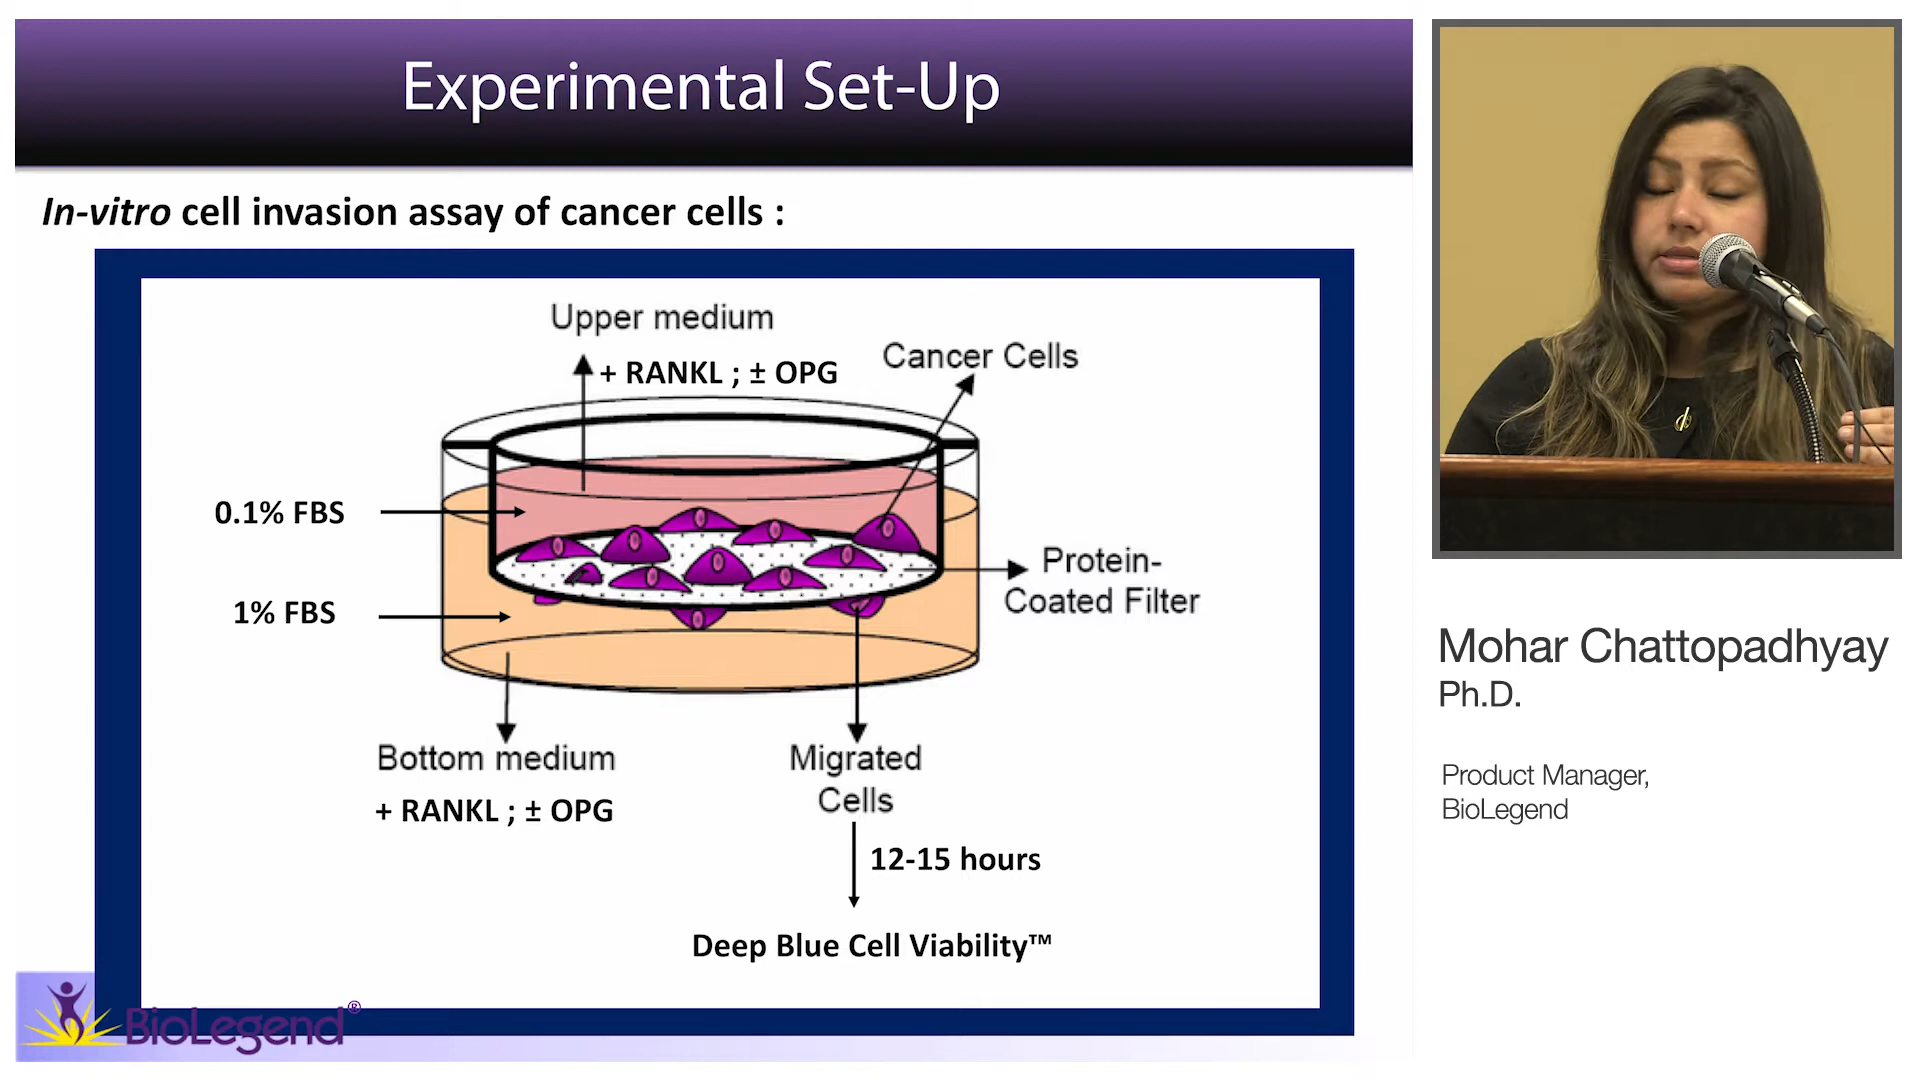 Experimental Set-Up
In-vitro cell invasion assay of cancer cells :
Upper medium
+ RANKL ; ± OPG
Cancer Cells
0.1% FBS
1% FBS
Protein-
Coated Filter
Bottom medium
+ RANKL ; ± OPG
Migrated
Cells
12-15 hours
Deep Blue Cell Viability™
BioLegend®
Mohar Chattopadhyay
Ph.D.
Product Manager,
BioLegend